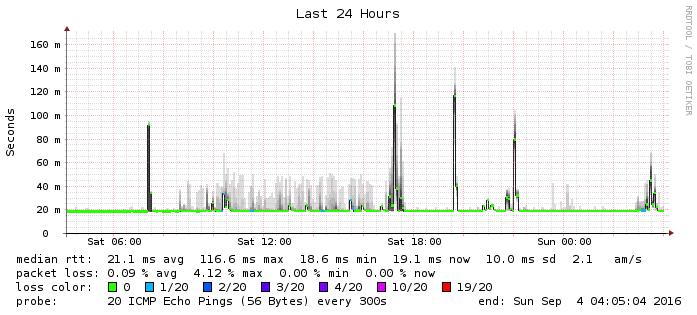 Last 24 Hours
RRDTOOL / TOBI OETIKER
Seconds
160 m
140 m
120 m
100 m
80 m
60 m
40 m
20 m
0
Sat 06:00 Sat 12:00 Sat 18:00 Sun 00:00
median rtt: 21.1 ms avg 116.6 ms max 18.6 ms min 19.1 ms now 10.0 ms sd 2.1 am/s
packet loss: 0.09 % avg 4.12 % max 0.00 % min 0.00 % now
loss color: 0 1/20 2/20 3/20 4/20 10/20 19/20
probe: 20 ICMP Echo Pings (56 Bytes) every 300s end: Sun Sep 4 04:05:04 2016